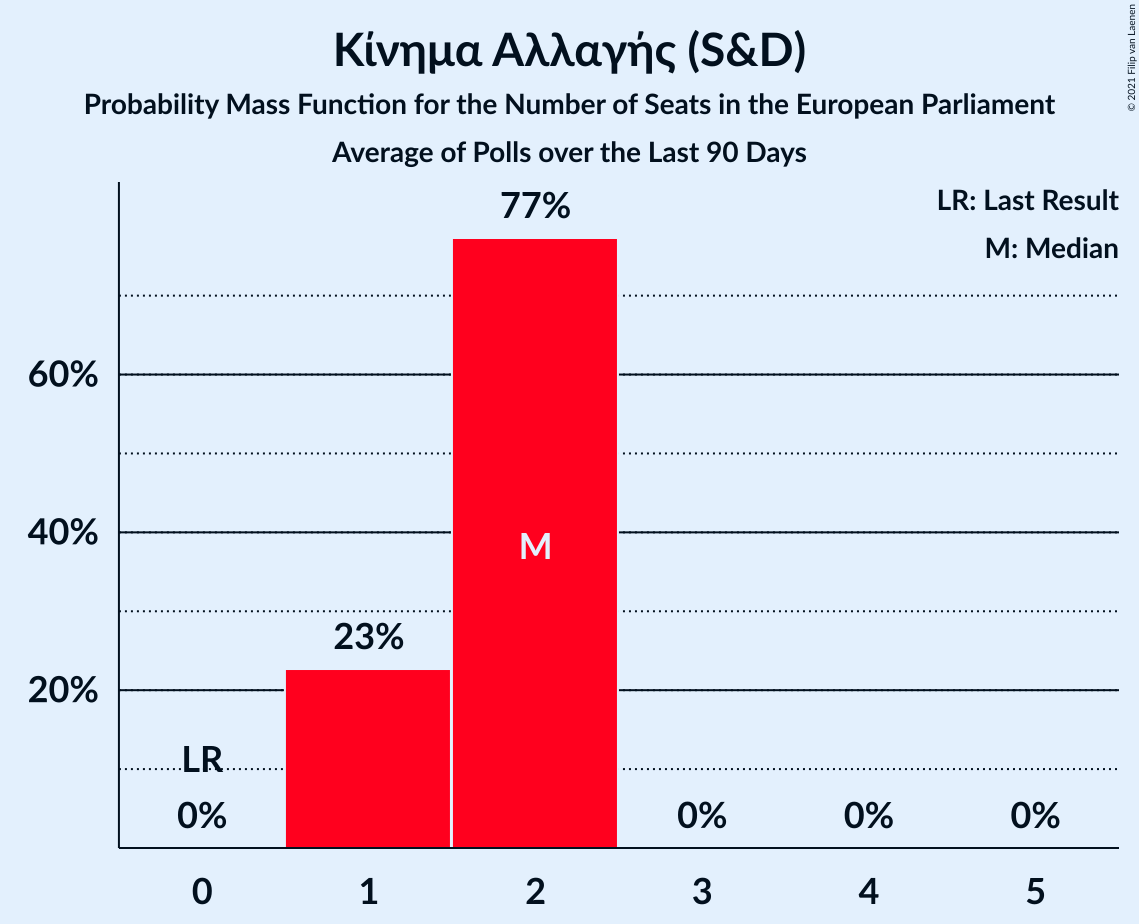 Κίνημα Αλλαγής (S&D)
Probability Mass Function for the Number of Seats in the European Parliament
Average of Polls over the Last 90 Days
© 2021 Filip van Laenen
LR: Last Result
M: Median
77%
60%
40%
M
23%
20%
LR
0%
0%
0%
0%
0 1 2 3 4 5